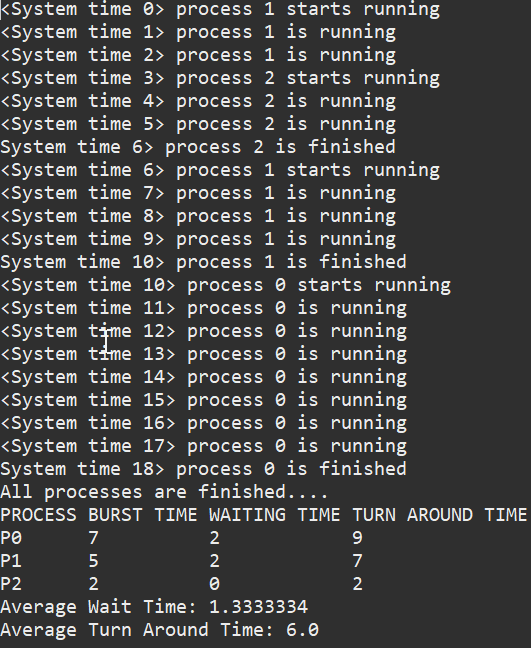 <System time 0> process 1 starts running
<System time 1> process 1 is running
<System time 2> process 1 is running
<System time 3> process 2 starts running
<System time 4> process 2 is running
<System time 5> process 2 is running
System time 6> process 2 is finished
<System time 6> process 1 starts running
<System time 7> process 1 is running
<System time 8> process 1 is running
<System time 9> process 1 is running
System time 10> process 1 is finished
<System time 10> process 0 starts running
<System time 11> process 0 is running
<System time 12> process 0 is running
<System time 13> process 0 is running
<System time 14> process 0 is running
<System time 15> process 0 is running
<System time 16> process 0 is running
<System time 17> process 0 is running
System time 18> process 0 is finished
All processes are finished....
PROCESS BURST TIME WAITING TIME TURN AROUND TIME
P0      7          2            9
P1      5          2            7
P2      2          0            2
Average Wait Time: 1.3333334
Average Turn Around Time: 6.0